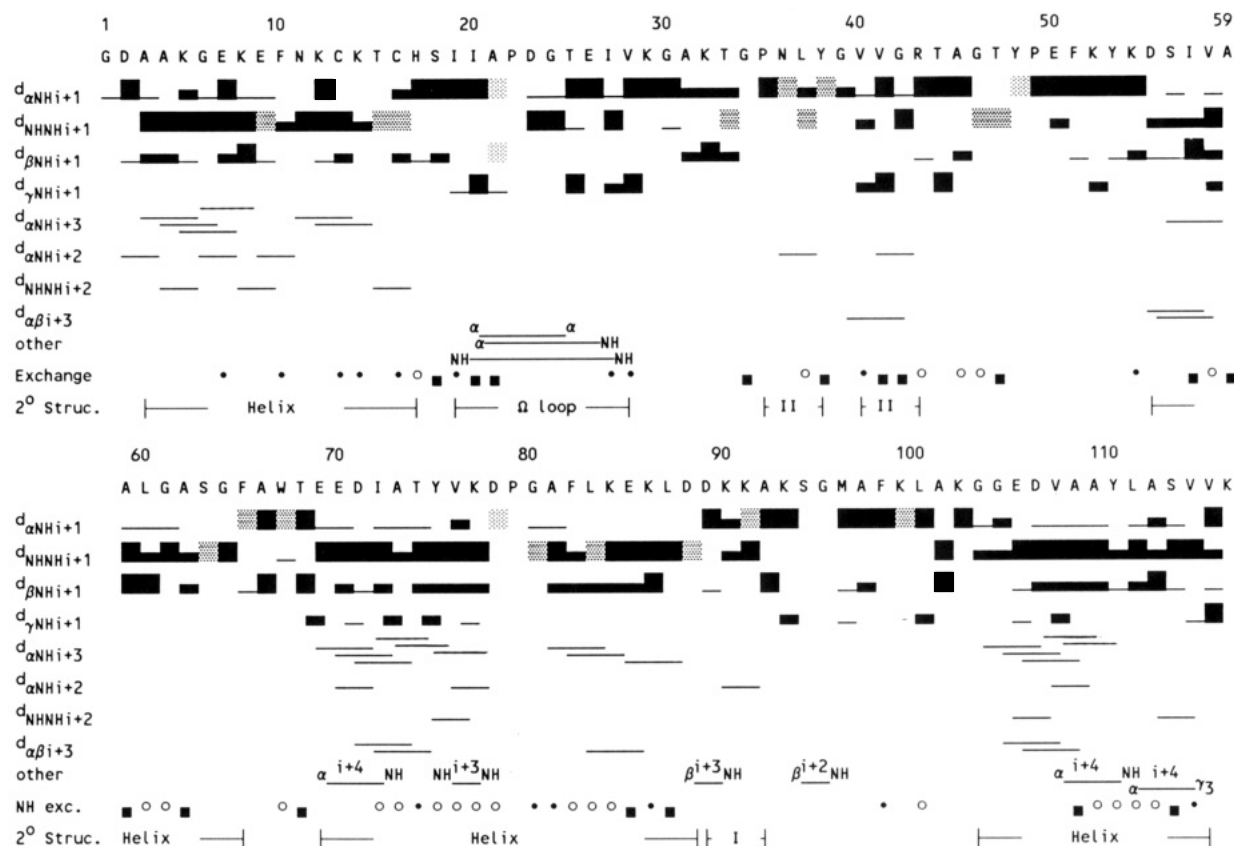 1 10 20 30 40 50 59
G D A A K G E K E F N K C K T C H S I I A P D G T E I V K G A K T G P N L Y G V V G R T A G T Y P E F K Y K D S I V A
dαNHi+1
dNHNHi+1
dβNHi+1
dγNHi+1
dαNHi+3
dαNHi+2
dNHNHi+2
dαβi+3
α α
other α NH
NH NH
Exchange
2° Struc. Helix Ω loop II II
60 70 80 90 100 110
A L G A S G F A W T E E D I A T Y V K D P G A F L K E K L D D K K A K S G M A F K L A K G G E D V A A Y L A S V V K
dαNHi+1
dNHNHi+1
dβNHi+1
dγNHi+1
dαNHi+3
dαNHi+2
dNHNHi+2
dαβi+3
other α i+4 NH NH i+3 NH β i+3 NH β i+2 NH α i+4 NH α i+4 γ3
NH exc.
2° Struc. Helix Helix I Helix